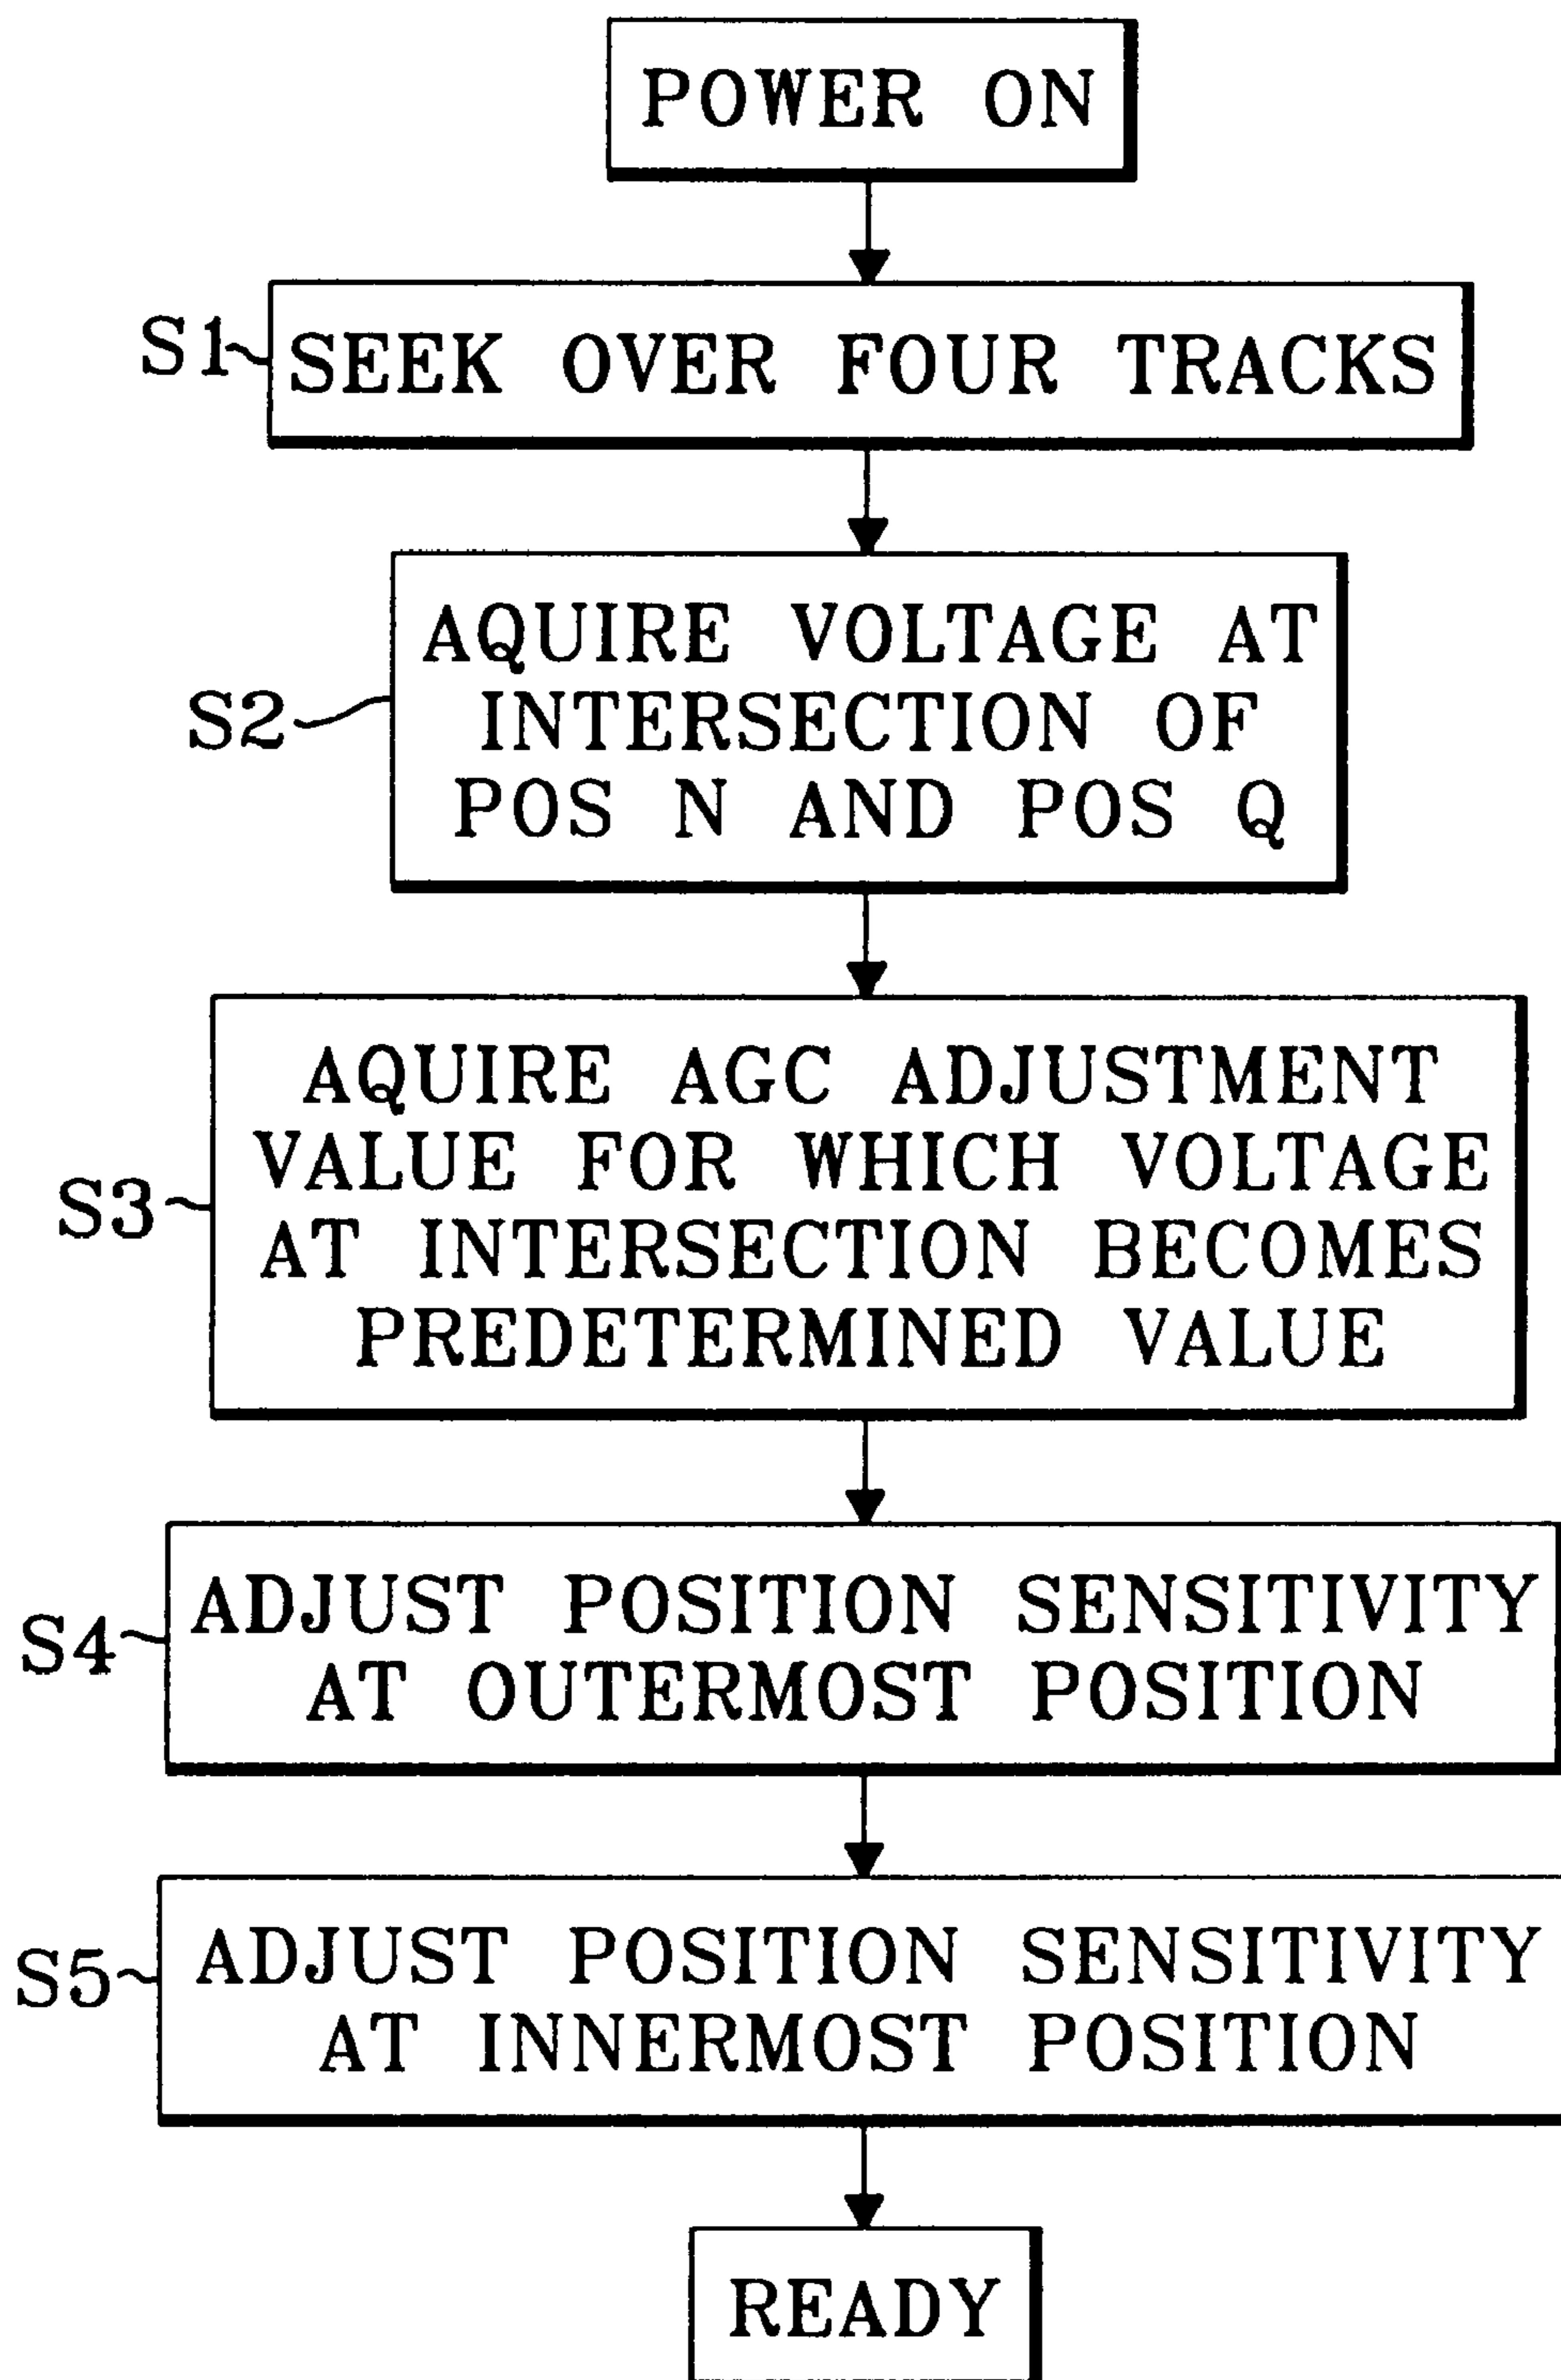 POWER ON
S1
SEEK OVER FOUR TRACKS
S2
AQUIRE VOLTAGE AT
INTERSECTION OF
POS N AND POS Q
S3
AQUIRE AGC ADJUSTMENT
VALUE FOR WHICH VOLTAGE
AT INTERSECTION BECOMES
PREDETERMINED VALUE
S4
ADJUST POSITION SENSITIVITY
AT OUTERMOST POSITION
S5
ADJUST POSITION SENSITIVITY
AT INNERMOST POSITION
READY